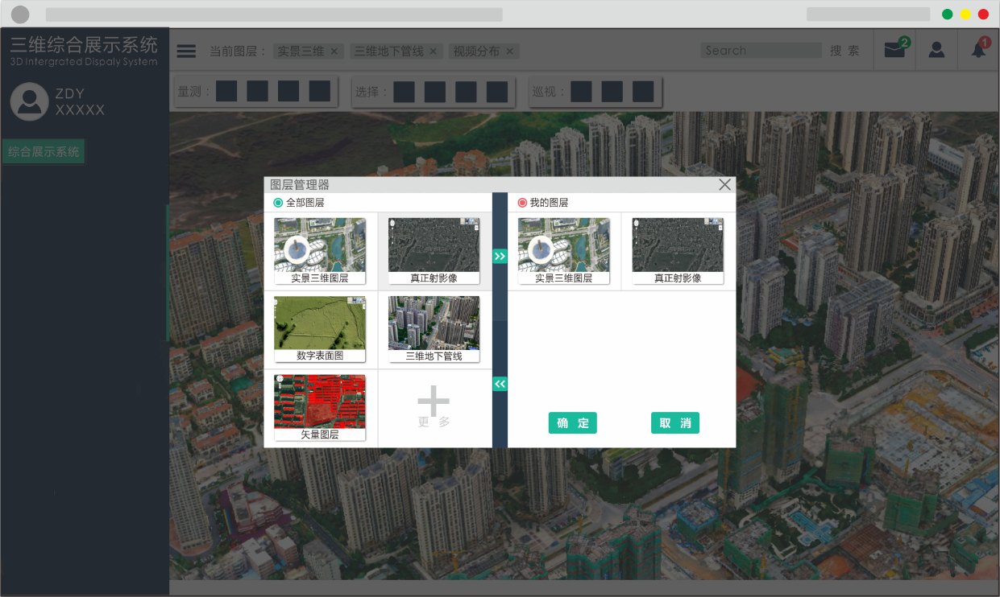 三维综合展示系统
3D Intergrated Dispaly System
当前图层：
实景三维 ×
三维地下管线 ×
视频分布 ×
Search
搜 索
2
1
ZDY
XXXXX
量测：
选择：
巡视：
综合展示系统
图层管理器
全部图层
我的图层
实景三维图层
真正射影像
实景三维图层
真正射影像
数字表面图
三维地下管线
矢量图层
更 多
确 定
取 消